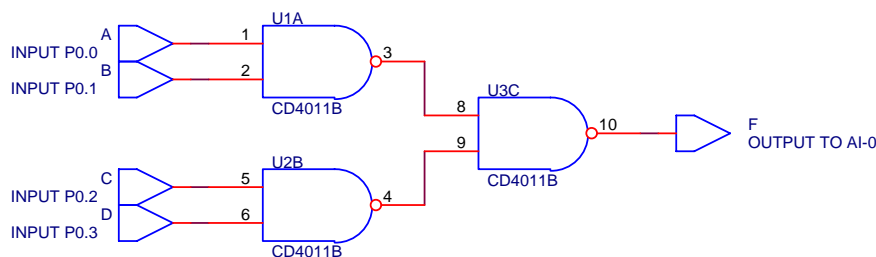 A
INPUT P0.0
B
INPUT P0.1
1
2
U1A
CD4011B
3
C
INPUT P0.2
D
INPUT P0.3
5
6
U2B
CD4011B
4
8
9
U3C
CD4011B
10
F
OUTPUT TO AI-0